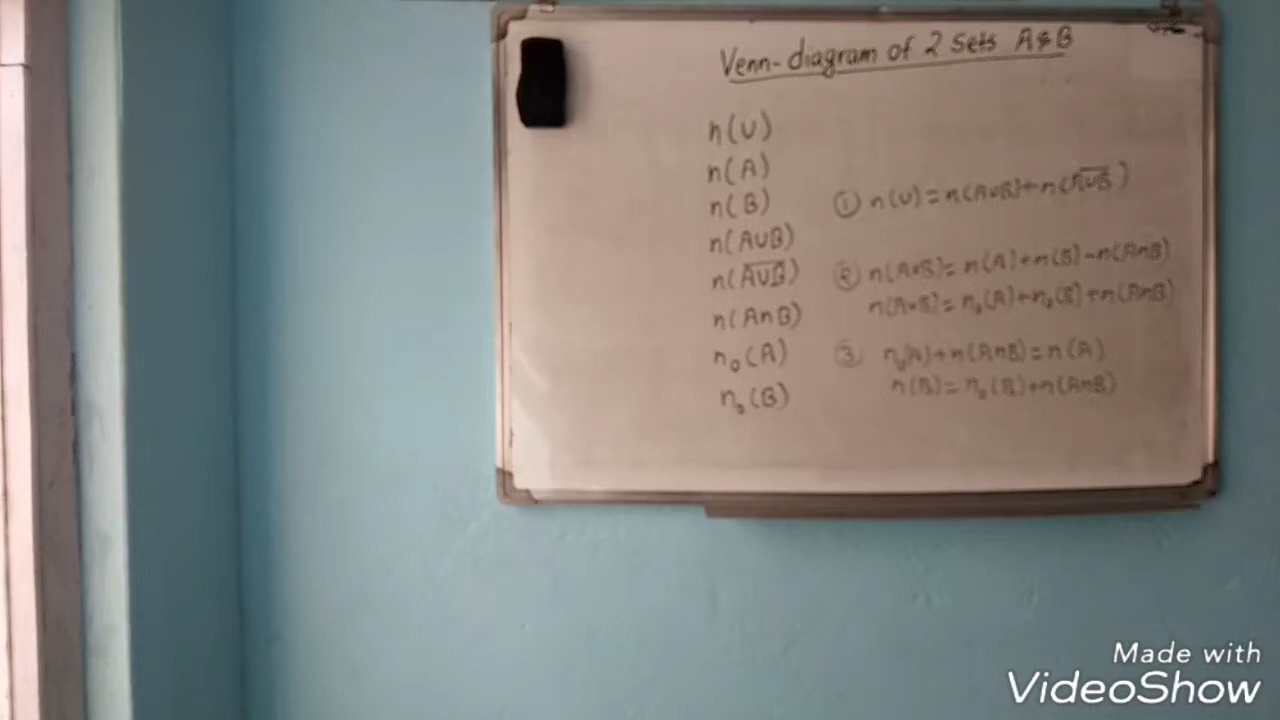 Venn-diagram of 2 Sets A & B
n(U)
n(A)
n(B)
n(A∪B)
n(A̅∪̅B̅)
n(A∩B)
n₀(A)
n₀(B)
① n(U) = n(A∪B) + n(A̅∪̅B̅)
② n(A∪B) = n(A) + n(B) - n(A∩B)
n(A∪B) = n₀(A) + n₀(B) + n(A∩B)
③ n₀(A) + n(A∩B) = n(A)
n(B) = n₀(B) + n(A∩B)
Made with
VideoShow